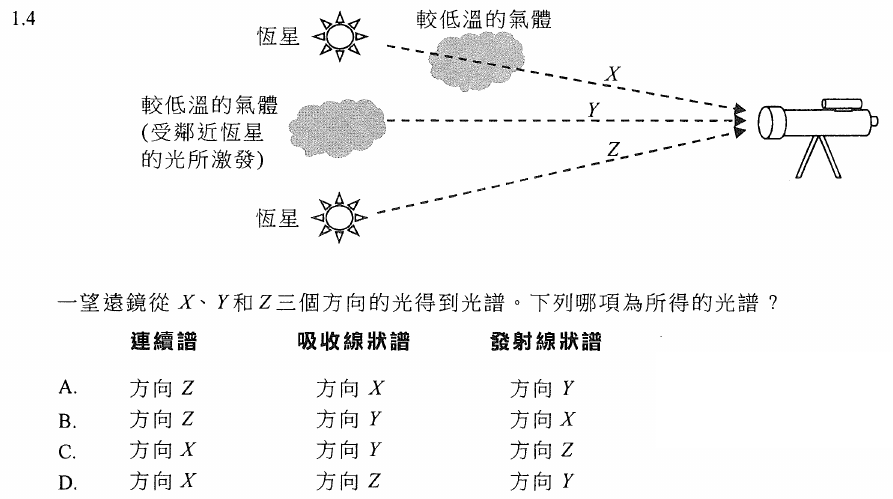 1.4
恆星
較低溫的氣體
X
較低溫的氣體
(受鄰近恆星
的光所激發)
Y
Z
恆星
一望遠鏡從 X、Y和Z三個方向的光得到光譜。下列哪項為所得的光譜？
連續譜 吸收線狀譜 發射線狀譜
A. 方向 Z 方向 X 方向 Y
B. 方向 Z 方向 Y 方向 X
C. 方向 X 方向 Y 方向 Z
D. 方向 X 方向 Z 方向 Y